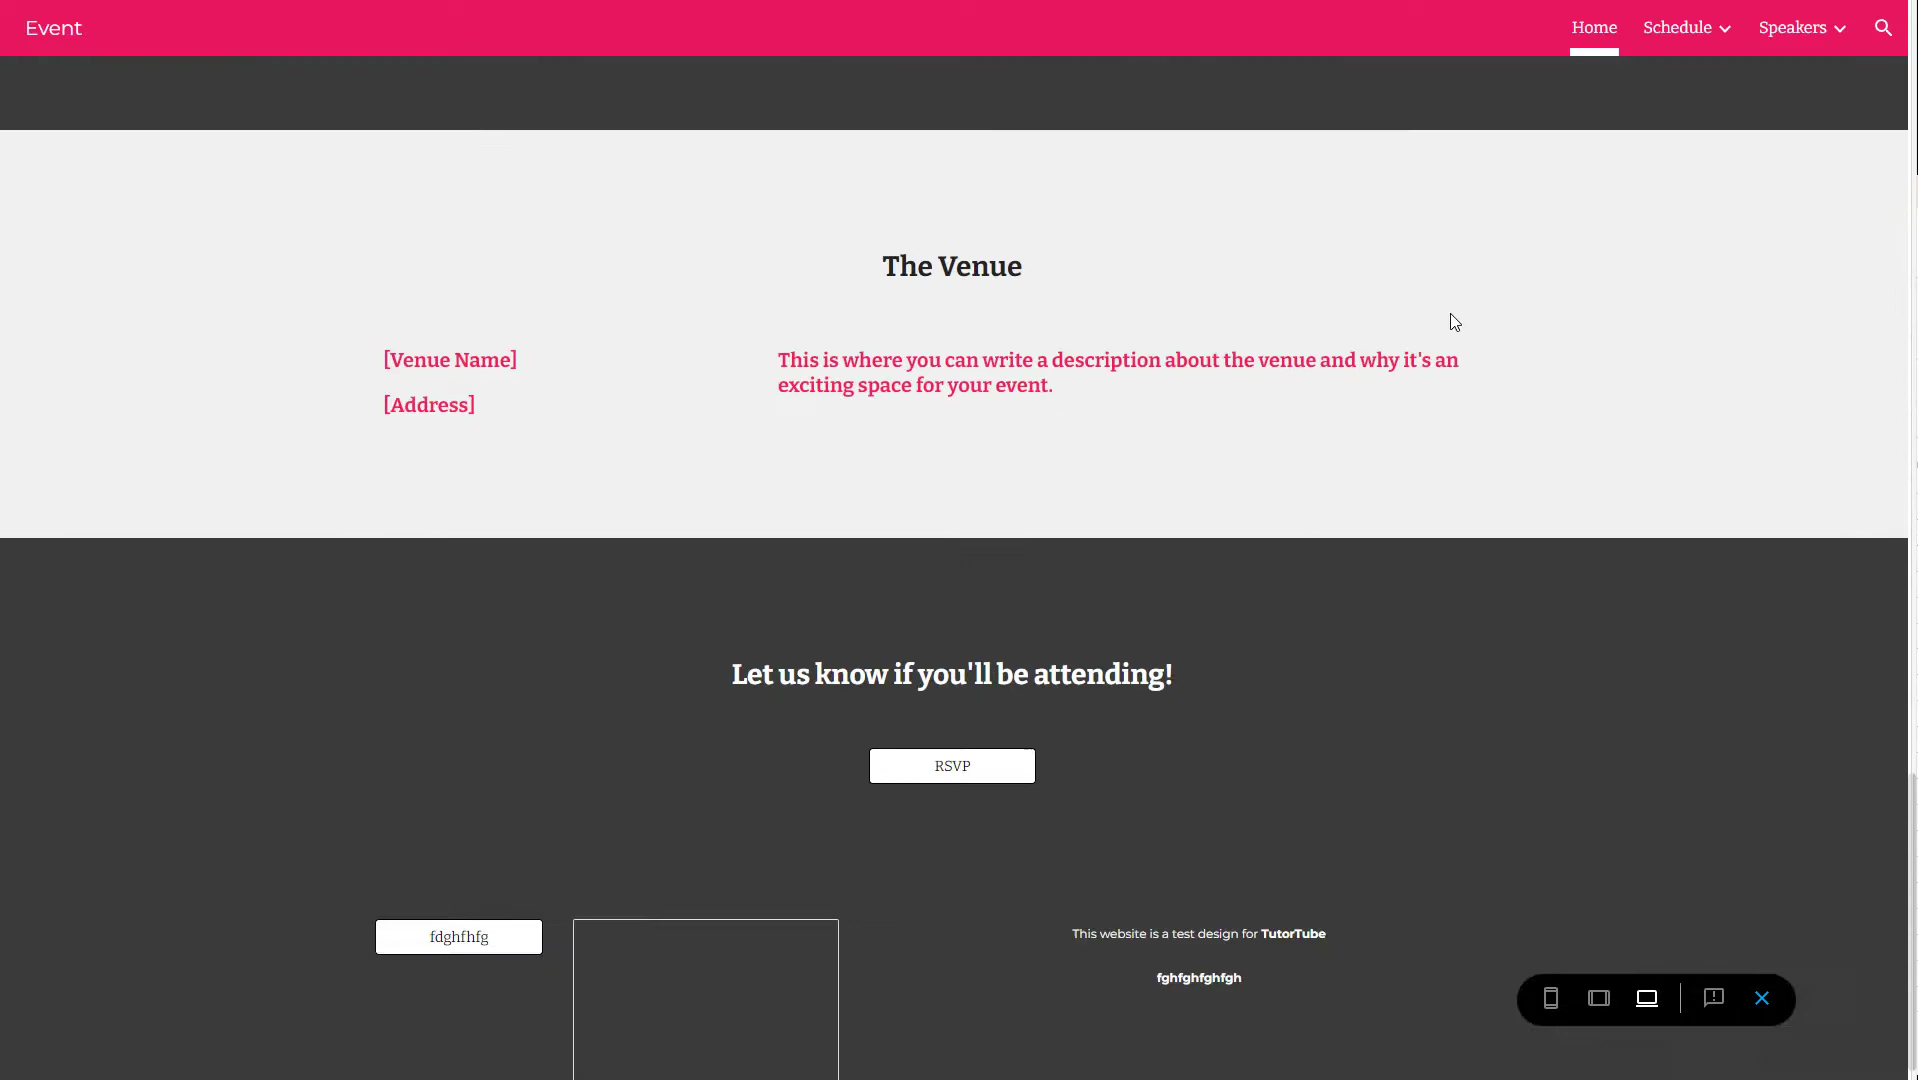 Event
Home
Schedule
Speakers
The Venue
[Venue Name]
[Address]
This is where you can write a description about the venue and why it's an
exciting space for your event.
Let us know if you'll be attending!
RSVP
fdghfhfg
This website is a test design for TutorTube
fghfghfghfgh